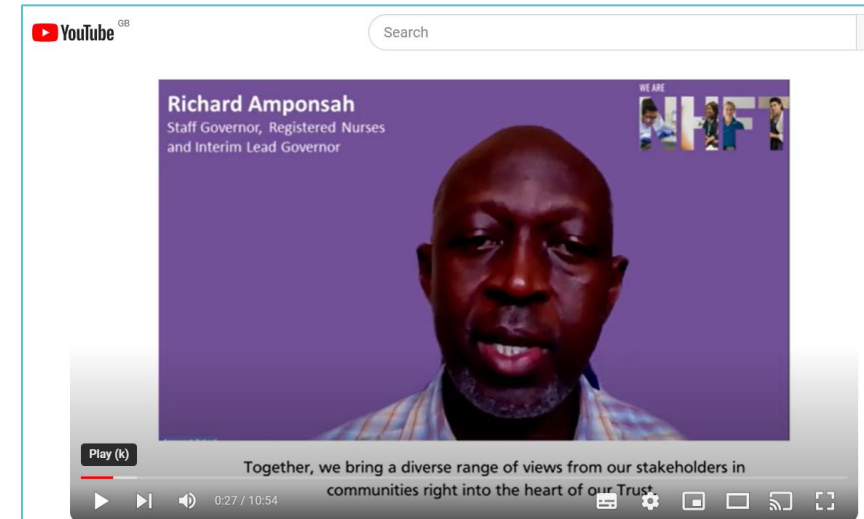 YouTube GB
Search
Richard Amponsah
Staff Governor, Registered Nurses
and Interim Lead Governor
WE ARE
NHFT
Play (k)
Together, we bring a diverse range of views from our stakeholders in
communities right into the heart of our Trust
0:27 / 10:54